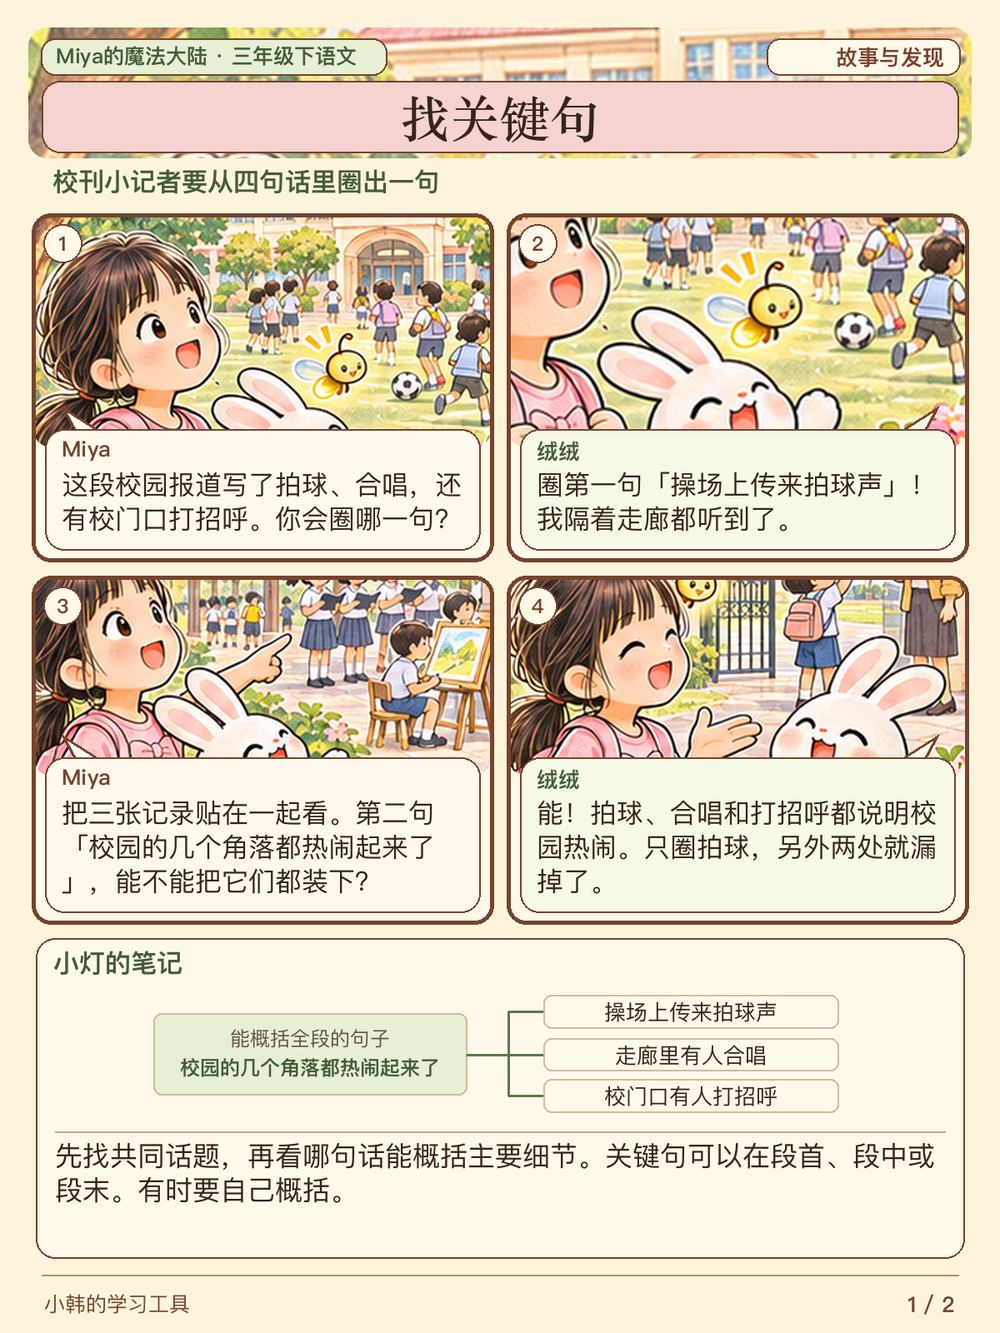 Miya的魔法大陆 · 三年级下语文
故事与发现
找关键句
校刊小记者要从四句话里圈出一句
1
Miya
这段校园报道写了拍球、合唱，还
有校门口打招呼。你会圈哪一句？
2
绒绒
圈第一句「操场上传来拍球声」！
我隔着走廊都听到了。
3
Miya
把三张记录贴在一起看。第二句
「校园的几个角落都热闹起来了
」，能不能把它们都装下？
4
绒绒
能！拍球、合唱和打招呼都说明校
园热闹。只圈拍球，另外两处就漏
掉了。
小灯的笔记
能概括全段的句子
校园的几个角落都热闹起来了
操场上传来拍球声
走廊里有人合唱
校门口有人打招呼
先找共同话题，再看哪句话能概括主要细节。关键句可以在段首、段中或
段末。有时要自己概括。
小韩的学习工具
1 / 2